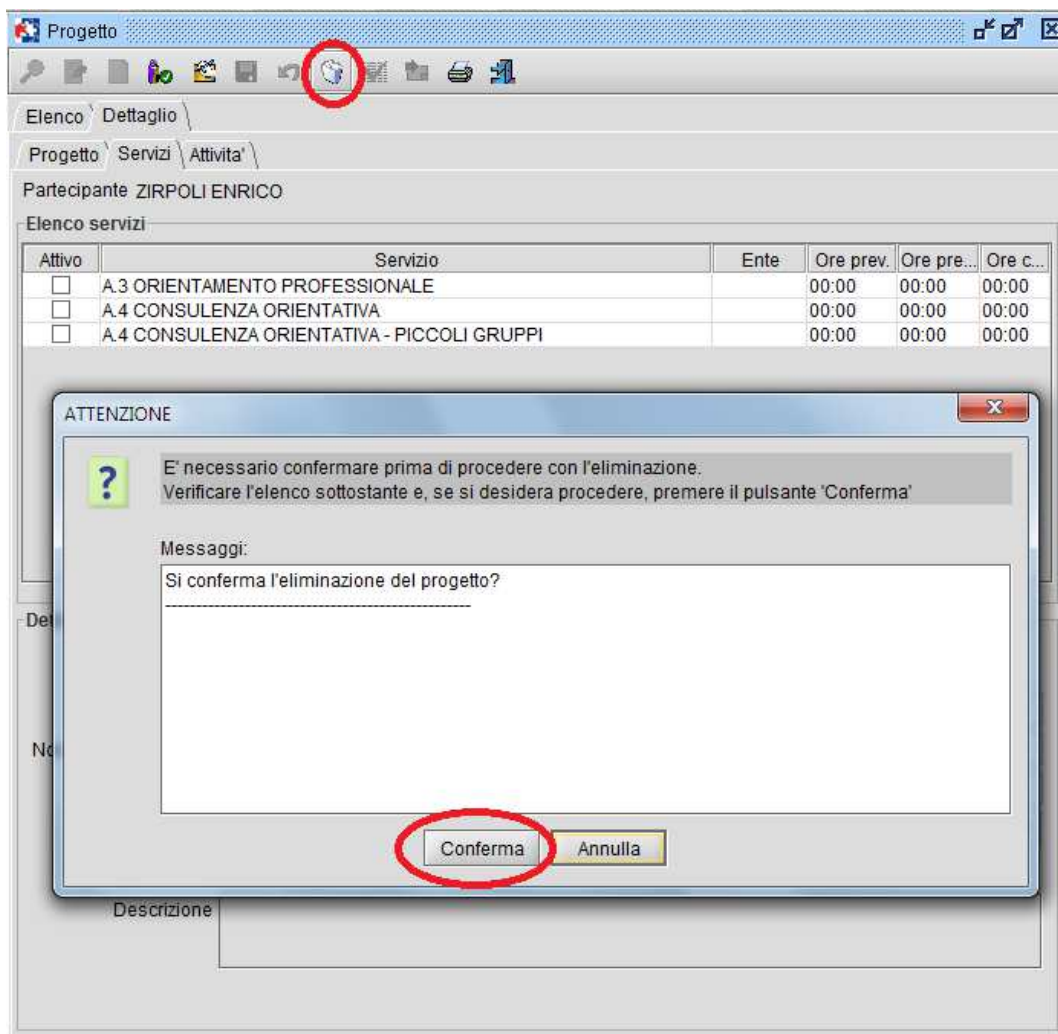 Progetto
Elenco Dettaglio
Progetto Servizi Attivita'
Partecipante ZIRPOLI ENRICO
Elenco servizi
Attivo Servizio Ente Ore prev. Ore pre... Ore c...
A.3 ORIENTAMENTO PROFESSIONALE 00:00 00:00 00:00
A.4 CONSULENZA ORIENTATIVA 00:00 00:00 00:00
A.4 CONSULENZA ORIENTATIVA - PICCOLI GRUPPI 00:00 00:00 00:00
ATTENZIONE
E' necessario confermare prima di procedere con l'eliminazione.
Verificare l'elenco sottostante e, se si desidera procedere, premere il pulsante 'Conferma'
Messaggi:
Si conferma l'eliminazione del progetto?
---------------------------------------------------
Conferma Annulla
Descrizione